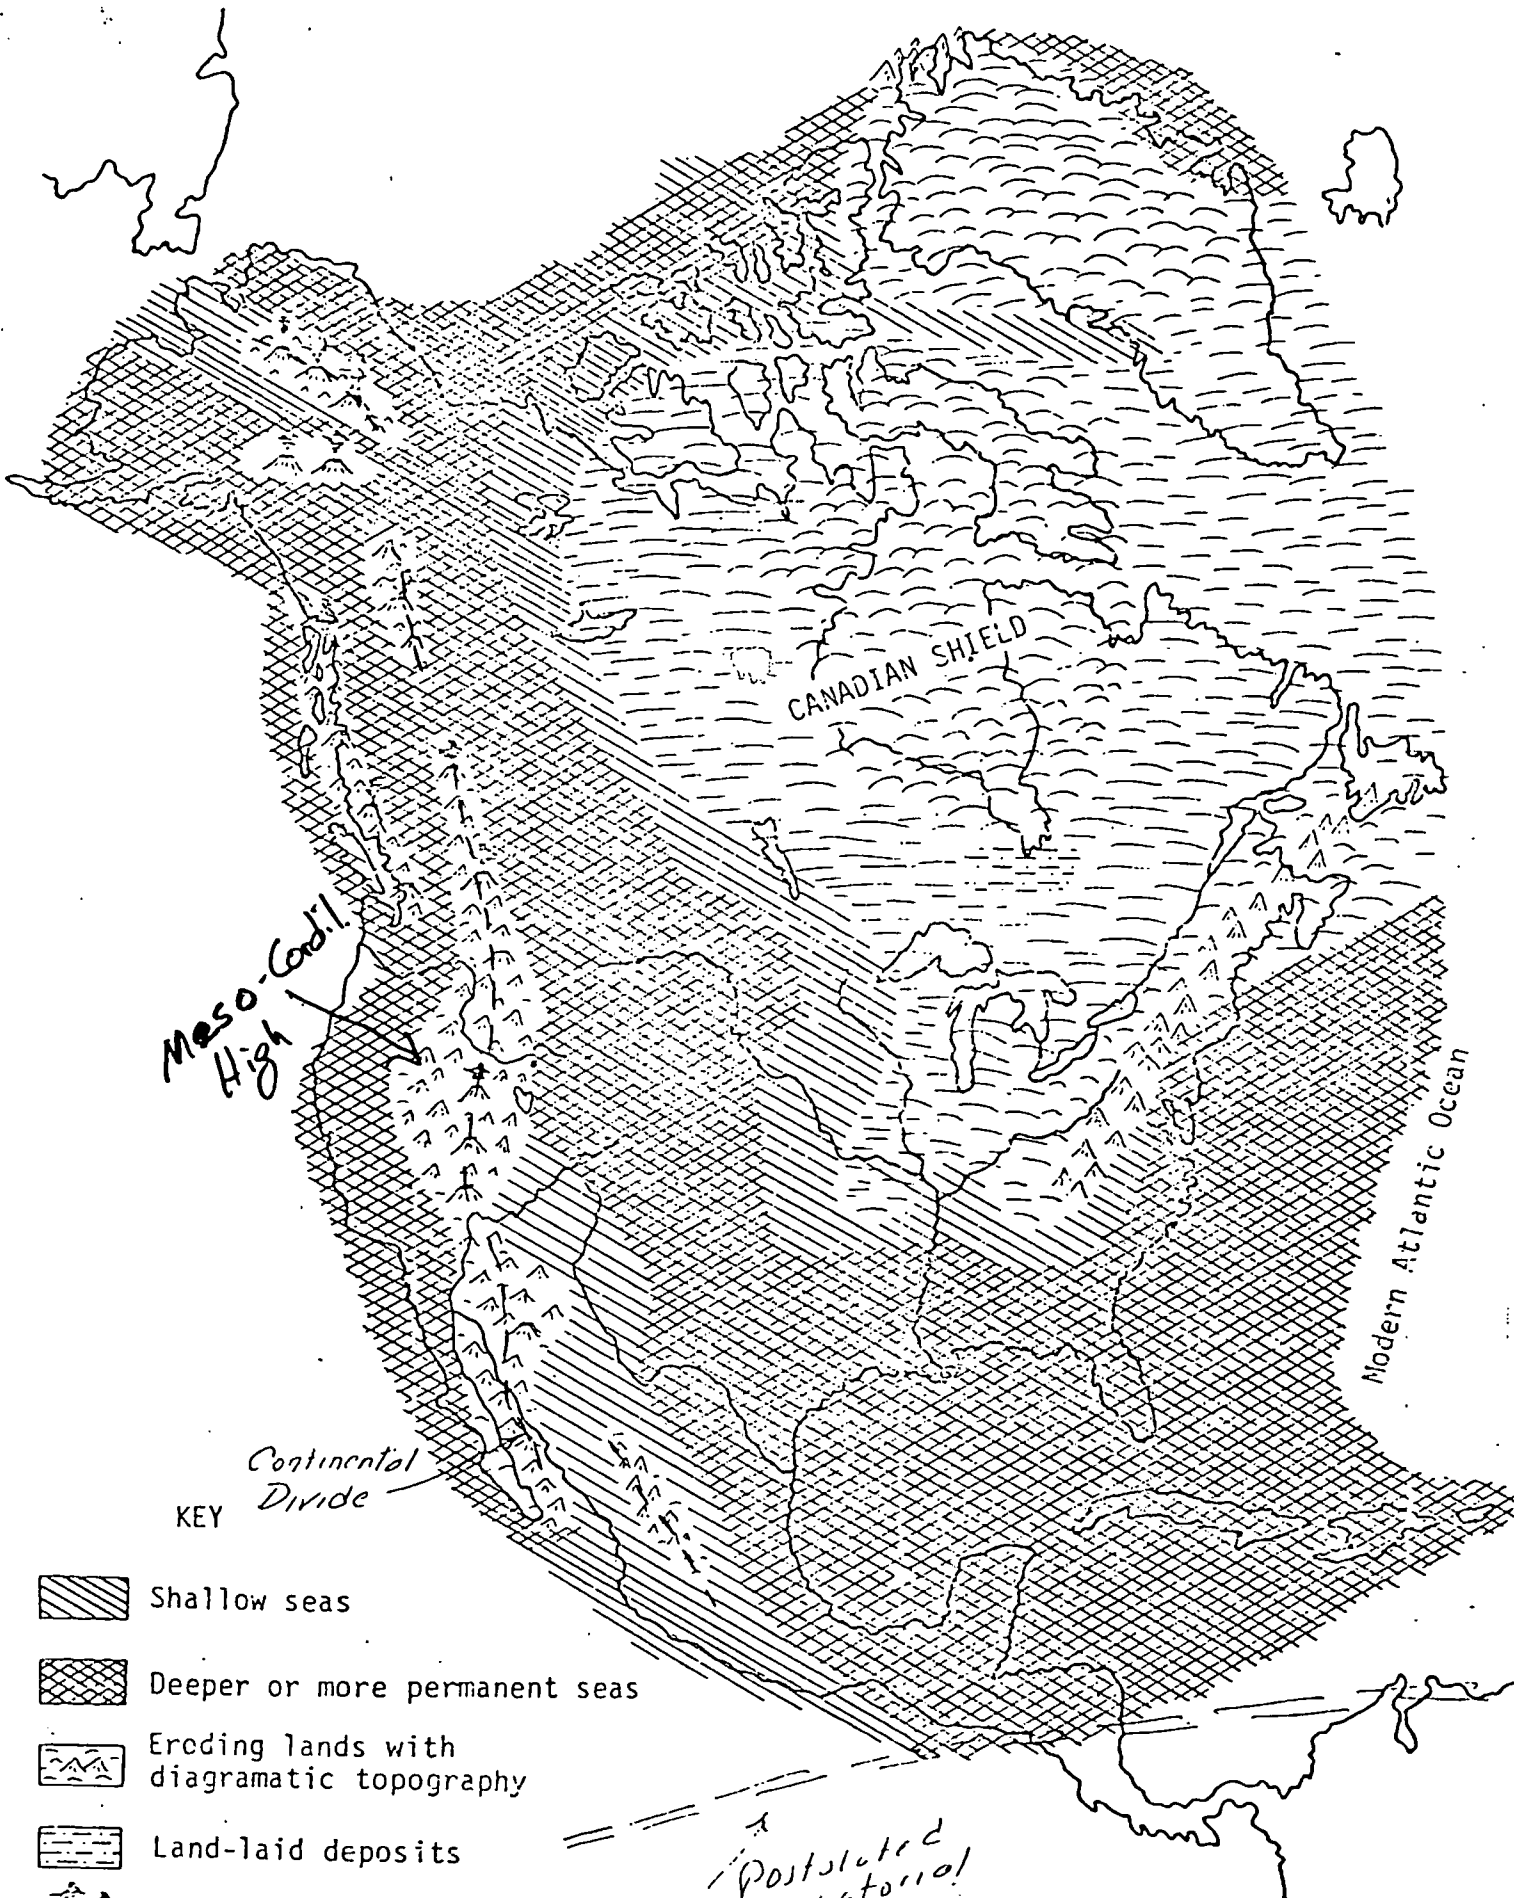 CANADIAN SHIELD
Meso-Cordil.
High
Modern Atlantic Ocean
Continental
Divide
KEY
Shallow seas
Deeper or more permanent seas
Eroding lands with
diagramatic topography
Land-laid deposits
Postulated